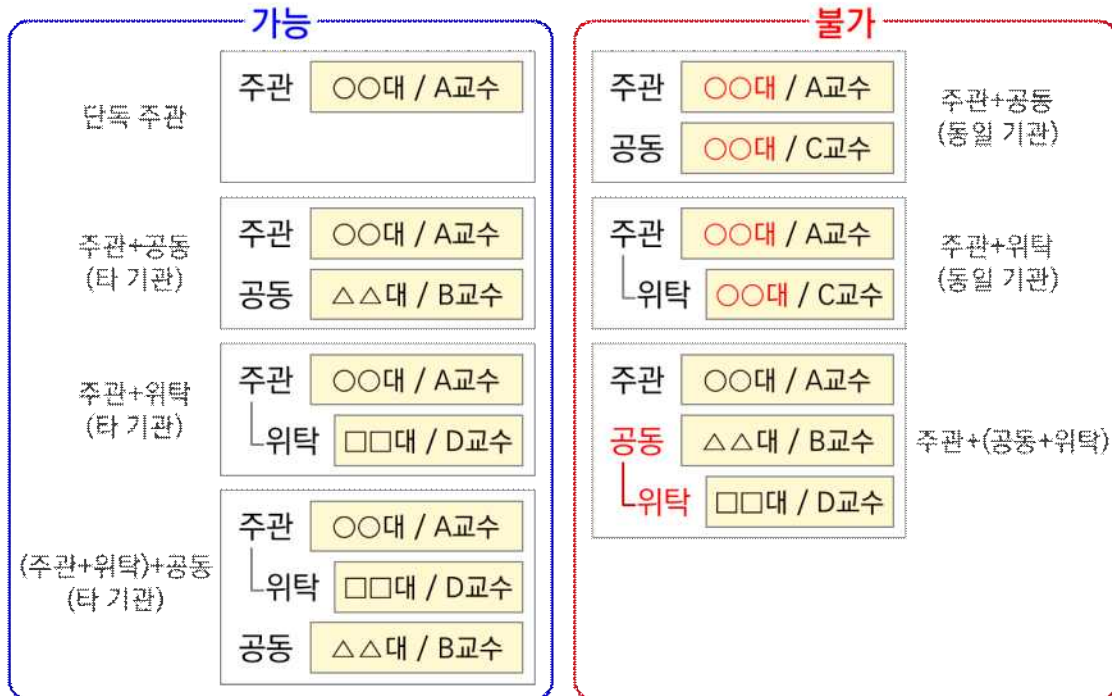 가능
단독 주관
주관 ○○대 / A교수
주관+공동
(타 기관)
주관 ○○대 / A교수
공동 △△대 / B교수
주관+위탁
(타 기관)
주관 ○○대 / A교수
위탁 □□대 / D교수
(주관+위탁)+공동
(타 기관)
주관 ○○대 / A교수
위탁 □□대 / D교수
공동 △△대 / B교수
불가
주관 ○○대 / A교수
공동 ○○대 / C교수
주관+공동
(동일 기관)
주관 ○○대 / A교수
위탁 ○○대 / C교수
주관+위탁
(동일 기관)
주관 ○○대 / A교수
공동 △△대 / B교수
위탁 □□대 / D교수
주관+(공동+위탁)